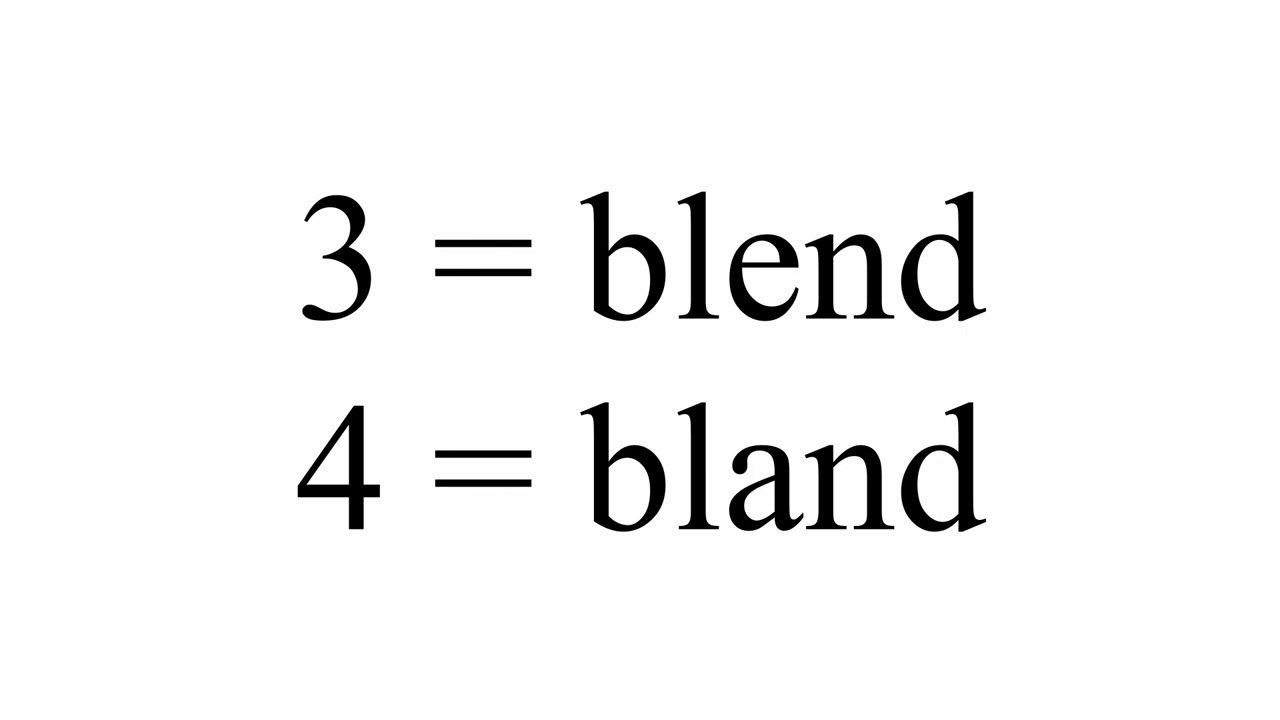 3 = blend
4 = bland